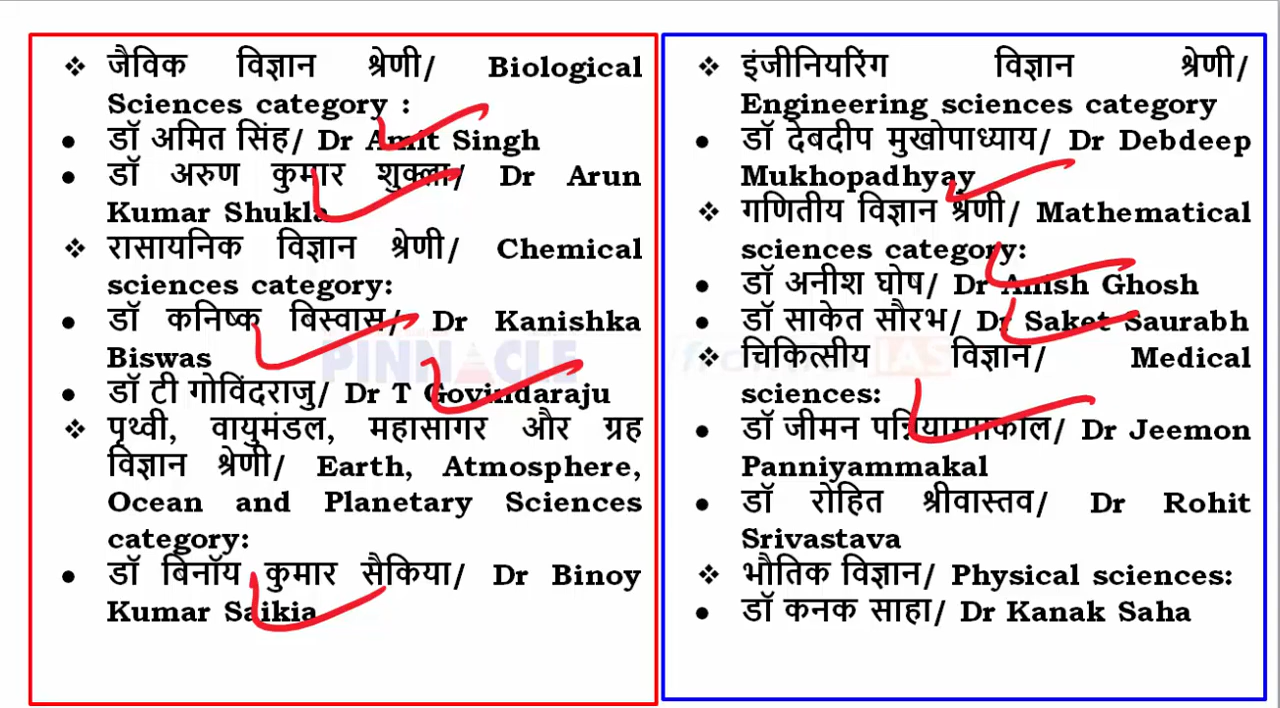 ❖ जैविक विज्ञान श्रेणी/ Biological
Sciences category :
● डॉ अमित सिंह/ Dr Amit Singh
● डॉ अरुण कुमार शुक्ला/ Dr Arun
Kumar Shukla
❖ रासायनिक विज्ञान श्रेणी/ Chemical
sciences category:
● डॉ कनिष्क विस्वास/ Dr Kanishka
Biswas
● डॉ टी गोविंदराजु/ Dr T Govindaraju
❖ पृथ्वी, वायुमंडल, महासागर और ग्रह
विज्ञान श्रेणी/ Earth, Atmosphere,
Ocean and Planetary Sciences
category:
● डॉ बिनॉय कुमार सैकिया/ Dr Binoy
Kumar Saikia
❖ इंजीनियरिंग विज्ञान श्रेणी/
Engineering sciences category
● डॉ देबदीप मुखोपाध्याय/ Dr Debdeep
Mukhopadhyay
❖ गणितीय विज्ञान श्रेणी/ Mathematical
sciences category:
● डॉ अनीश घोष/ Dr Anish Ghosh
● डॉ साकेत सौरभ/ Dr Saket Saurabh
❖ चिकित्सीय विज्ञान/ Medical
sciences:
● डॉ जीमन / Dr Jeemon
Panniyammakal
● डॉ रोहित श्रीवास्तव/ Dr Rohit
Srivastava
❖ भौतिक विज्ञान/ Physical sciences:
● डॉ कनक साहा/ Dr Kanak Saha
PINNACLE
IAS